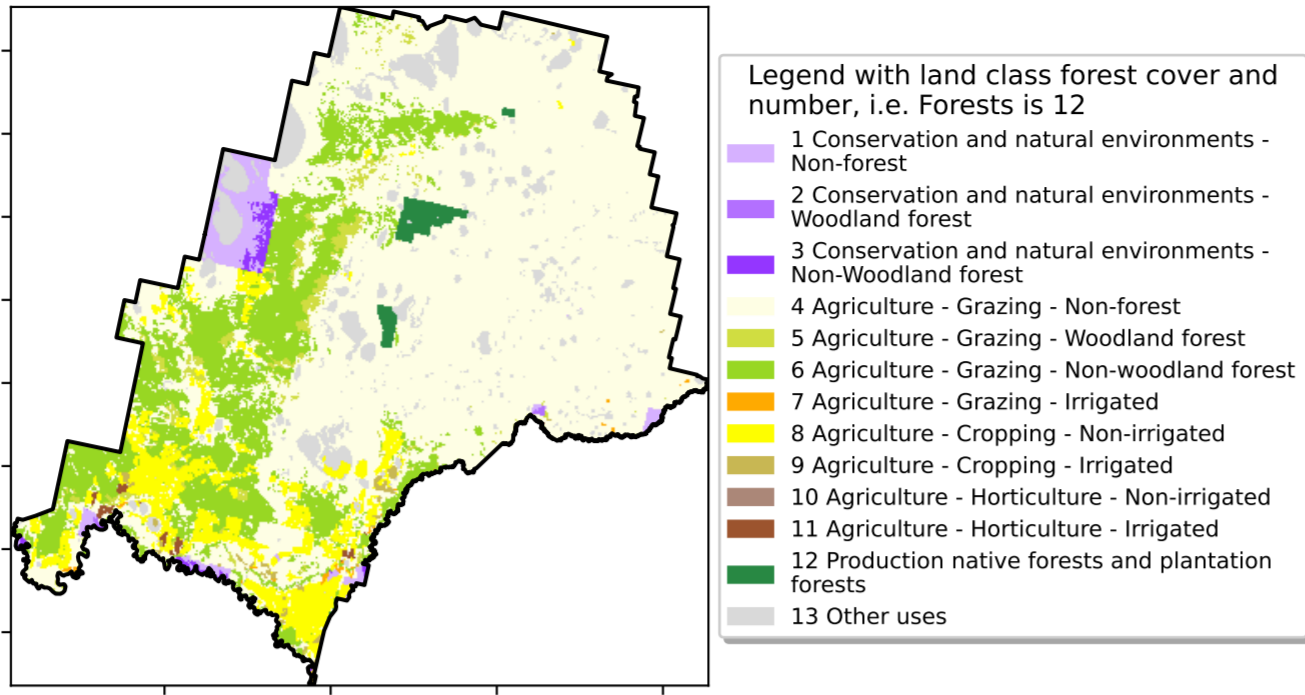 Legend with land class forest cover and
number, i.e. Forests is 12
1 Conservation and natural environments -
Non-forest
2 Conservation and natural environments -
Woodland forest
3 Conservation and natural environments -
Non-Woodland forest
4 Agriculture - Grazing - Non-forest
5 Agriculture - Grazing - Woodland forest
6 Agriculture - Grazing - Non-woodland forest
7 Agriculture - Grazing - Irrigated
8 Agriculture - Cropping - Non-irrigated
9 Agriculture - Cropping - Irrigated
10 Agriculture - Horticulture - Non-irrigated
11 Agriculture - Horticulture - Irrigated
12 Production native forests and plantation
forests
13 Other uses